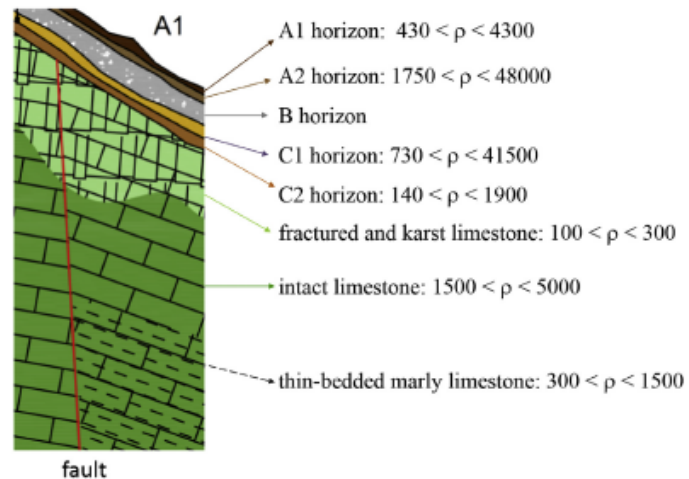 A1
A1 horizon: 430 < ρ < 4300
A2 horizon: 1750 < ρ < 48000
B horizon
C1 horizon: 730 < ρ < 41500
C2 horizon: 140 < ρ < 1900
fractured and karst limestone: 100 < ρ < 300
intact limestone: 1500 < ρ < 5000
thin-bedded marly limestone: 300 < ρ < 1500
fault